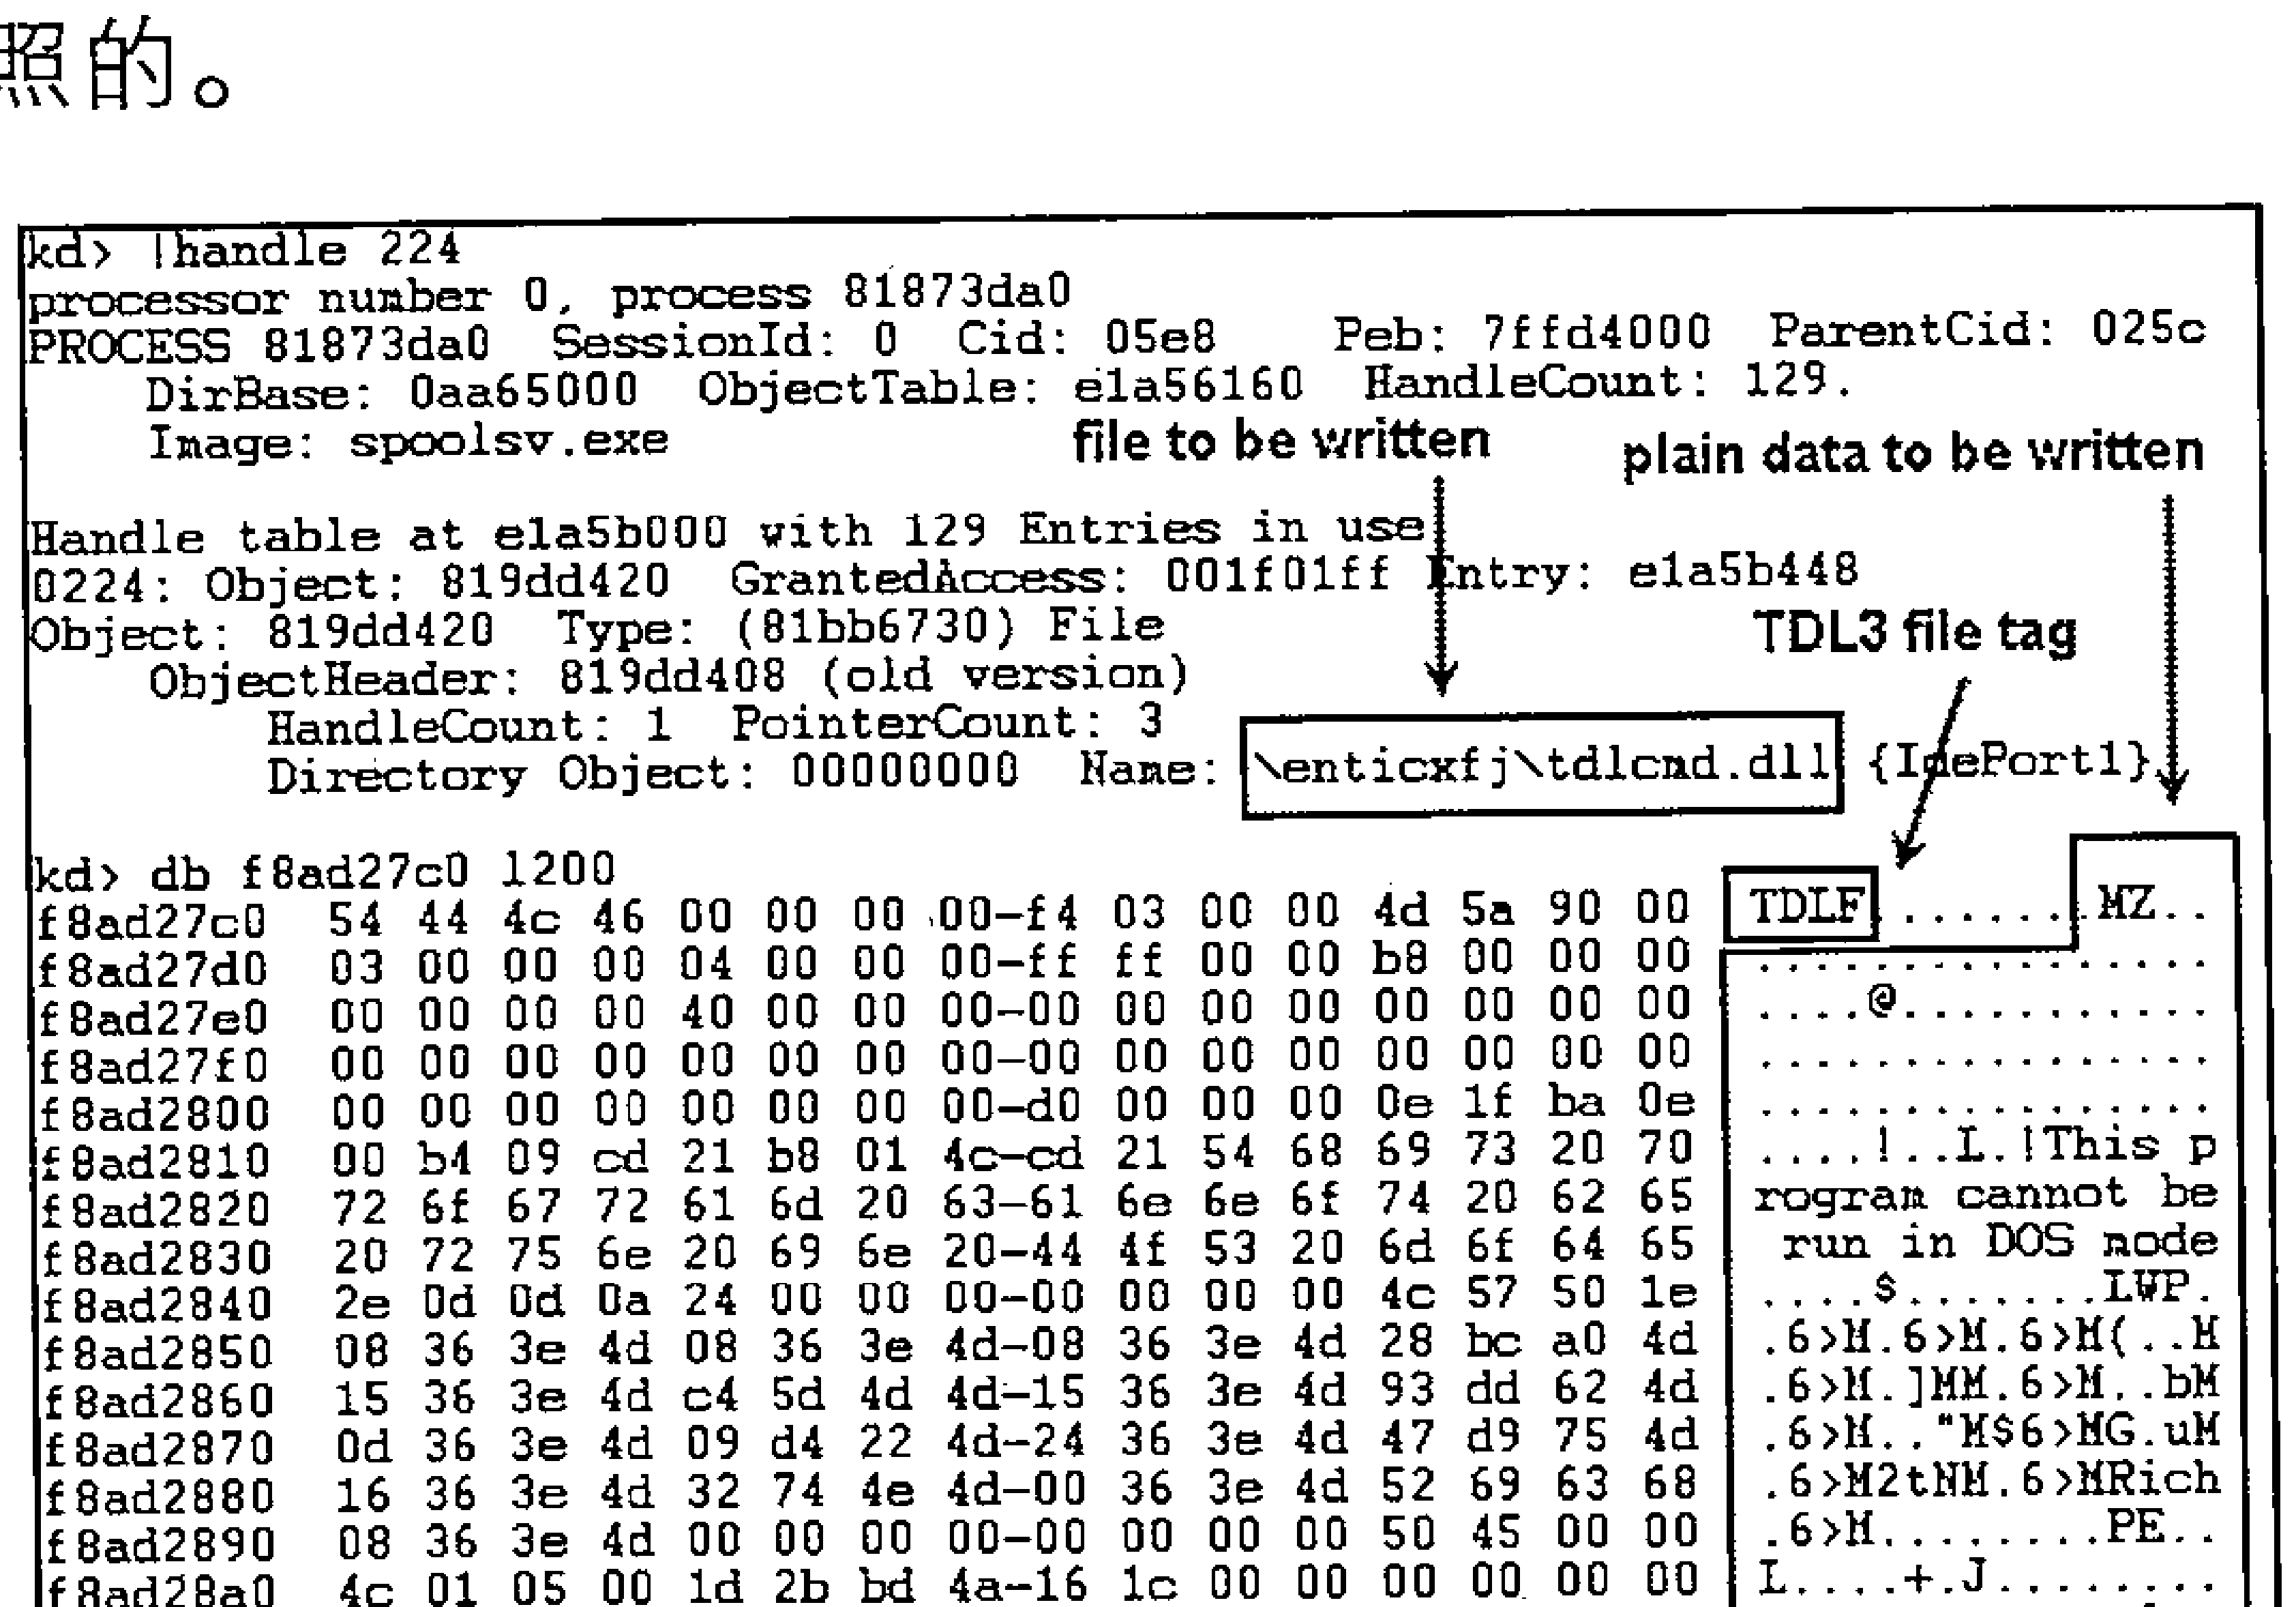 照的。
kd> !handle 224
processor number 0, process 81873da0
PROCESS 81873da0 SessionId: 0 Cid: 05e8 Peb: 7ffd4000 ParentCid: 025c
DirBase: 0aa65000 ObjectTable: e1a56160 HandleCount: 129.
Image: spoolsv.exe
file to be written
plain data to be written
Handle table at e1a5b000 with 129 Entries in use
0224: Object: 819dd420 GrantedAccess: 001f01ff Entry: e1a5b448
Object: 819dd420 Type: (81bb6730) File
TDL3 file tag
ObjectHeader: 819dd408 (old version)
HandleCount: 1 PointerCount: 3
Directory Object: 00000000 Name: \enticxfj\tdlcmd.dll {IdePort1}
kd> db f8ad27c0 1200
f8ad27c0 54 44 4c 46 00 00 00 00-f4 03 00 00 4d 5a 90 00 TDLF........MZ..
f8ad27d0 03 00 00 00 04 00 00 00-ff ff 00 00 b8 00 00 00 ................
f8ad27e0 00 00 00 00 40 00 00 00-00 00 00 00 00 00 00 00 ....@...........
f8ad27f0 00 00 00 00 00 00 00 00-00 00 00 00 00 00 00 00 ................
f8ad2800 00 00 00 00 00 00 00 00-d0 00 00 00 0e 1f ba 0e ................
f8ad2810 00 b4 09 cd 21 b8 01 4c-cd 21 54 68 69 73 20 70 ....!..L.!This p
f8ad2820 72 6f 67 72 61 6d 20 63-61 6e 6e 6f 74 20 62 65 rogram cannot be
f8ad2830 20 72 75 6e 20 69 6e 20-44 4f 53 20 6d 6f 64 65 run in DOS mode
f8ad2840 2e 0d 0d 0a 24 00 00 00-00 00 00 00 4c 57 50 1e ....$.......LWP.
f8ad2850 08 36 3e 4d 08 36 3e 4d-08 36 3e 4d 28 bc a0 4d .6>M.6>M.6>M(..M
f8ad2860 15 36 3e 4d c4 5d 4d 4d-15 36 3e 4d 93 dd 62 4d .6>M.]MM.6>M..bM
f8ad2870 0d 36 3e 4d 09 d4 22 4d-24 36 3e 4d 47 d9 75 4d .6>M.."M$6>MG.uM
f8ad2880 16 36 3e 4d 32 74 4e 4d-00 36 3e 4d 52 69 63 68 .6>M2tNM.6>MRich
f8ad2890 08 36 3e 4d 00 00 00 00-00 00 00 00 50 45 00 00 .6>M........PE..
f8ad28a0 4c 01 05 00 1d 2b bd 4a-16 1c 00 00 00 00 00 00 L....+.J........